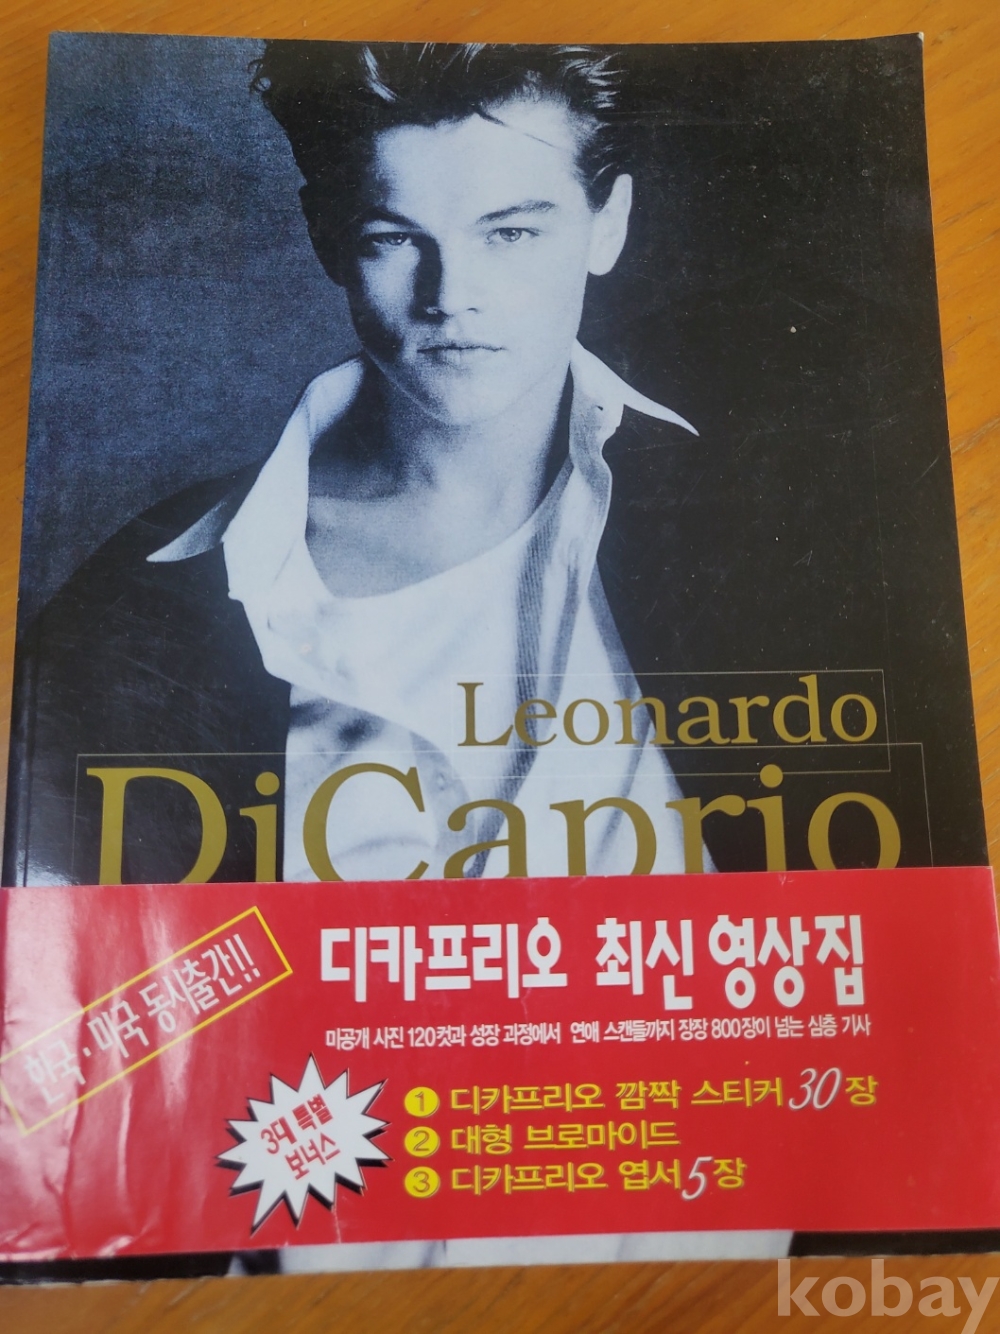 Leonardo
DiCaprio
한국·미국 동시출간!!
디카프리오 최신 영상집
미공개 사진 120컷과 성장 과정에서 연애 스캔들까지 장장 800장이 넘는 심층 기사
3대 특별
보너스
① 디카프리오 깜짝 스티커 30장
② 대형 브로마이드
③ 디카프리오 엽서 5장
kobay